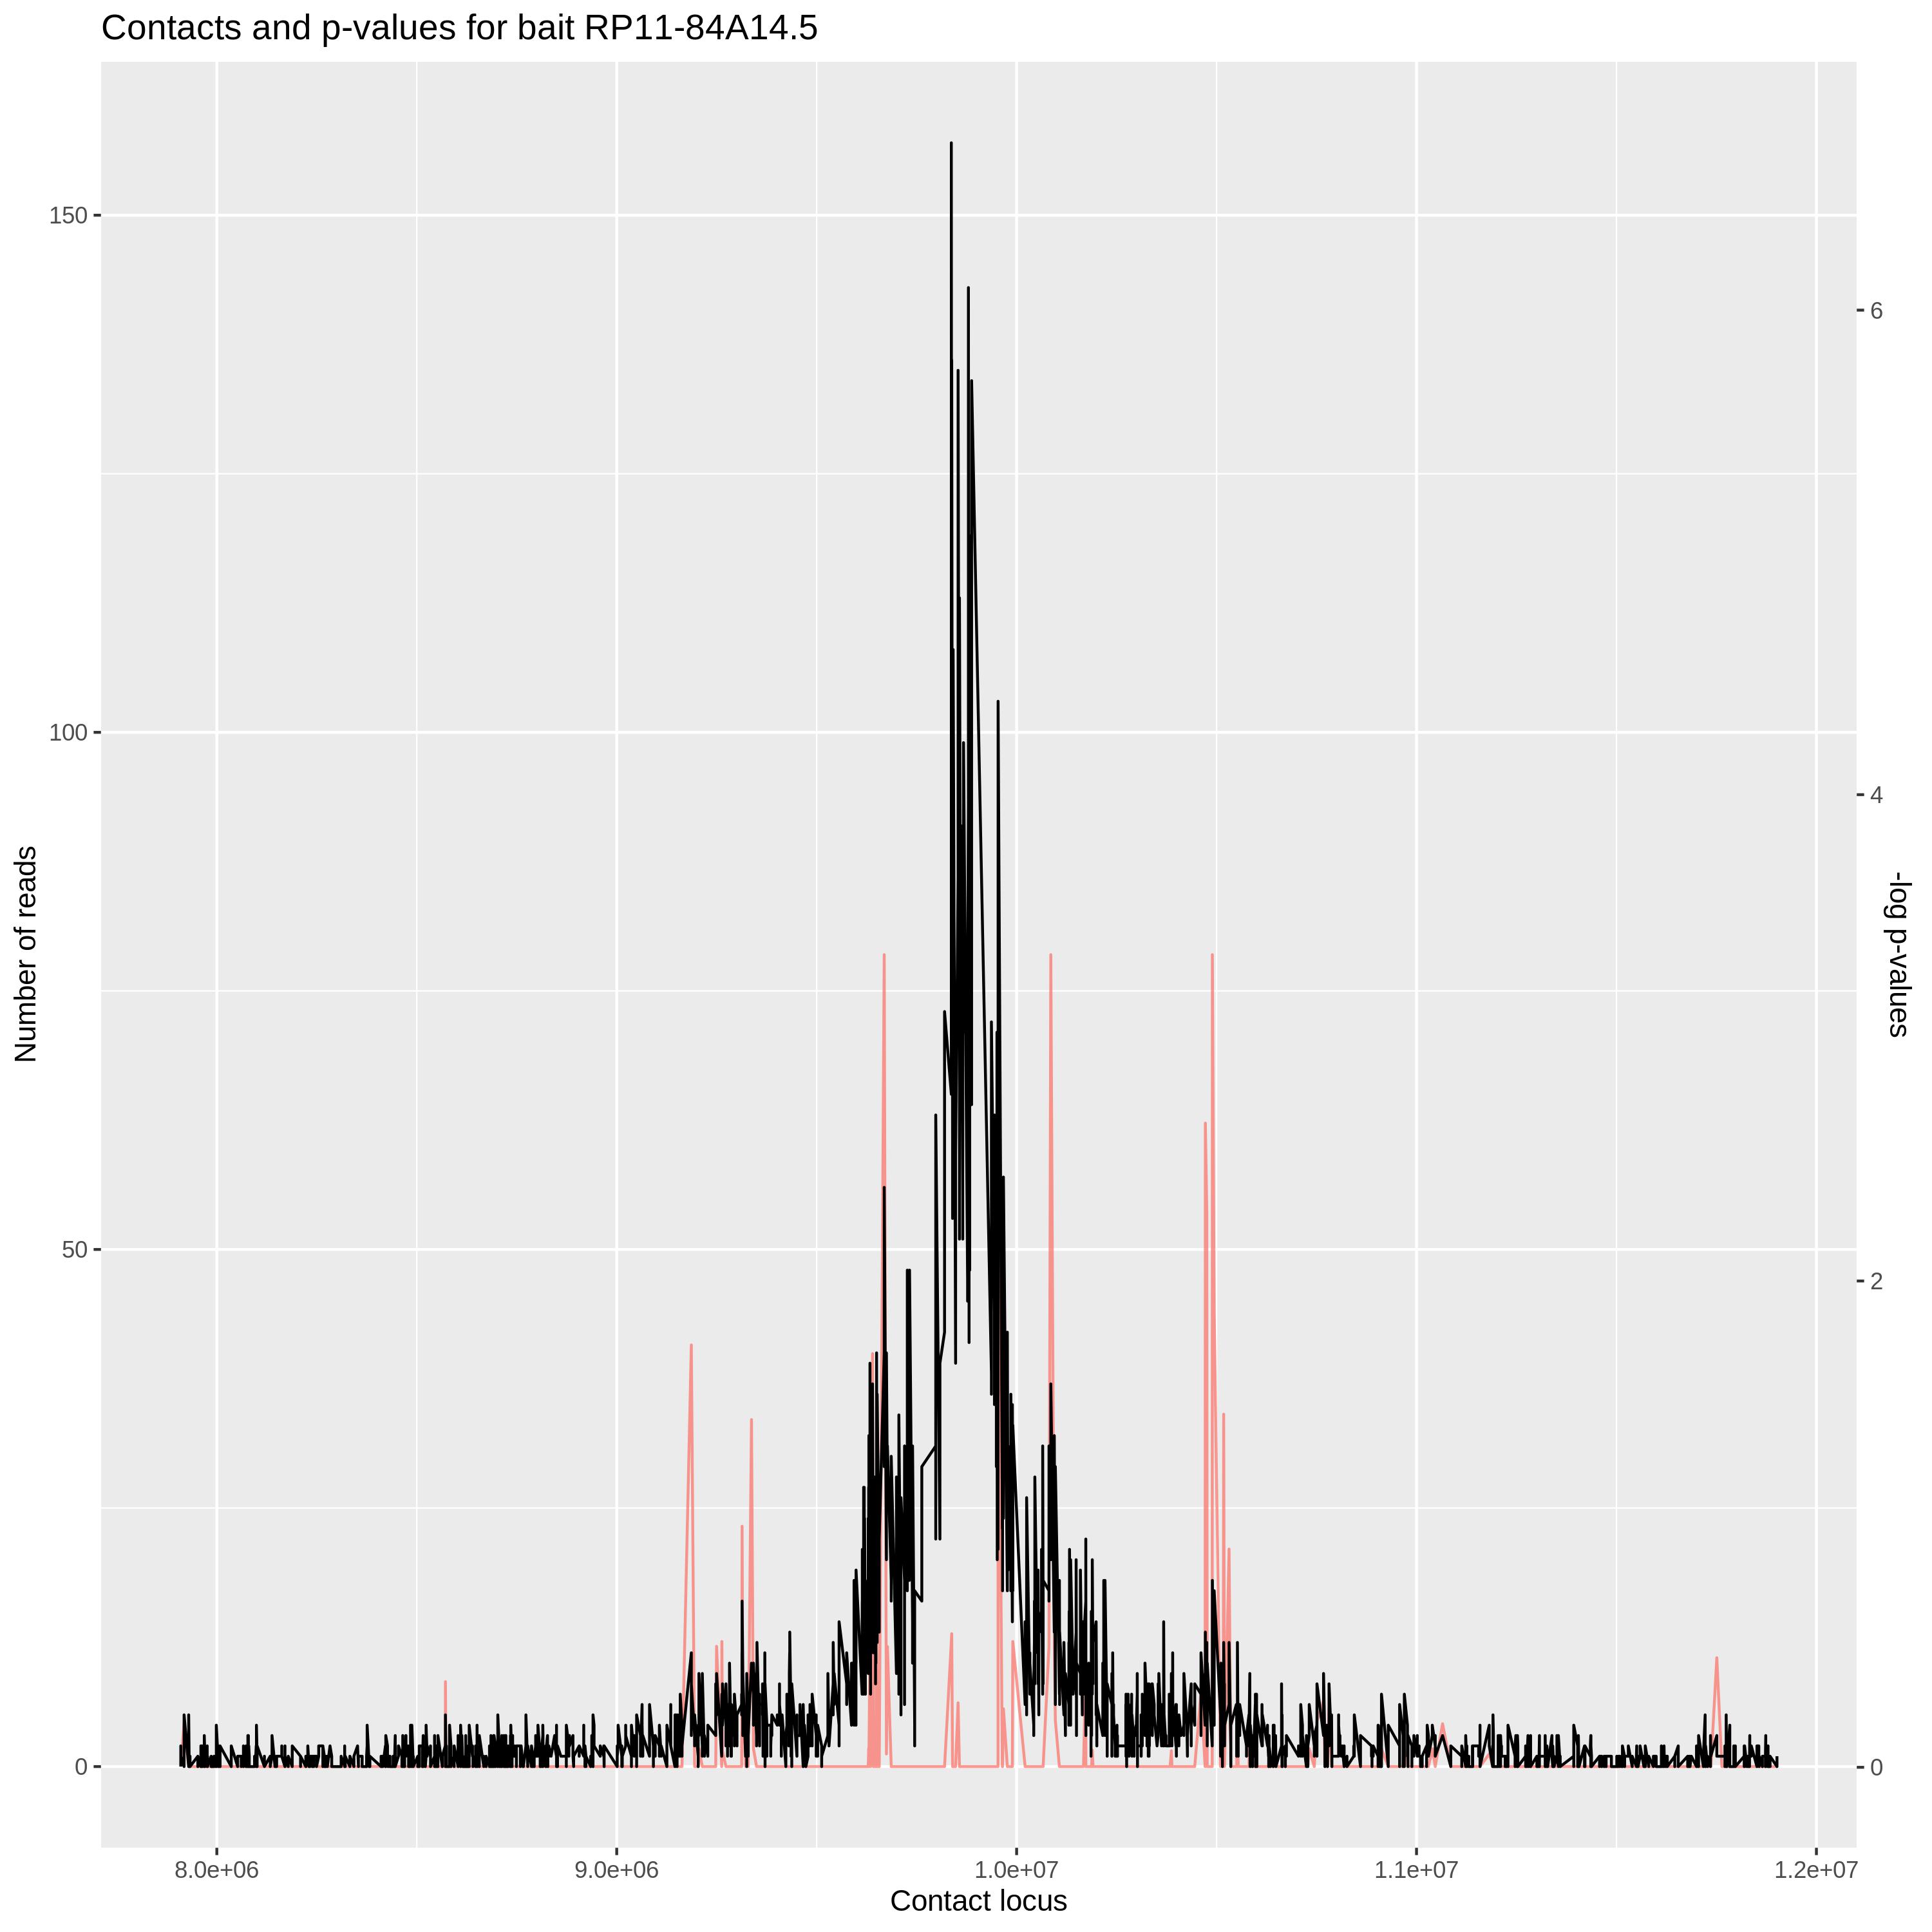 Contacts and p-values for bait RP11-84A14.5
Number of reads
150
100
50
0
6
4
2
0
-log p-values
8.0e+06
9.0e+06
1.0e+07
1.1e+07
1.2e+07
Contact locus